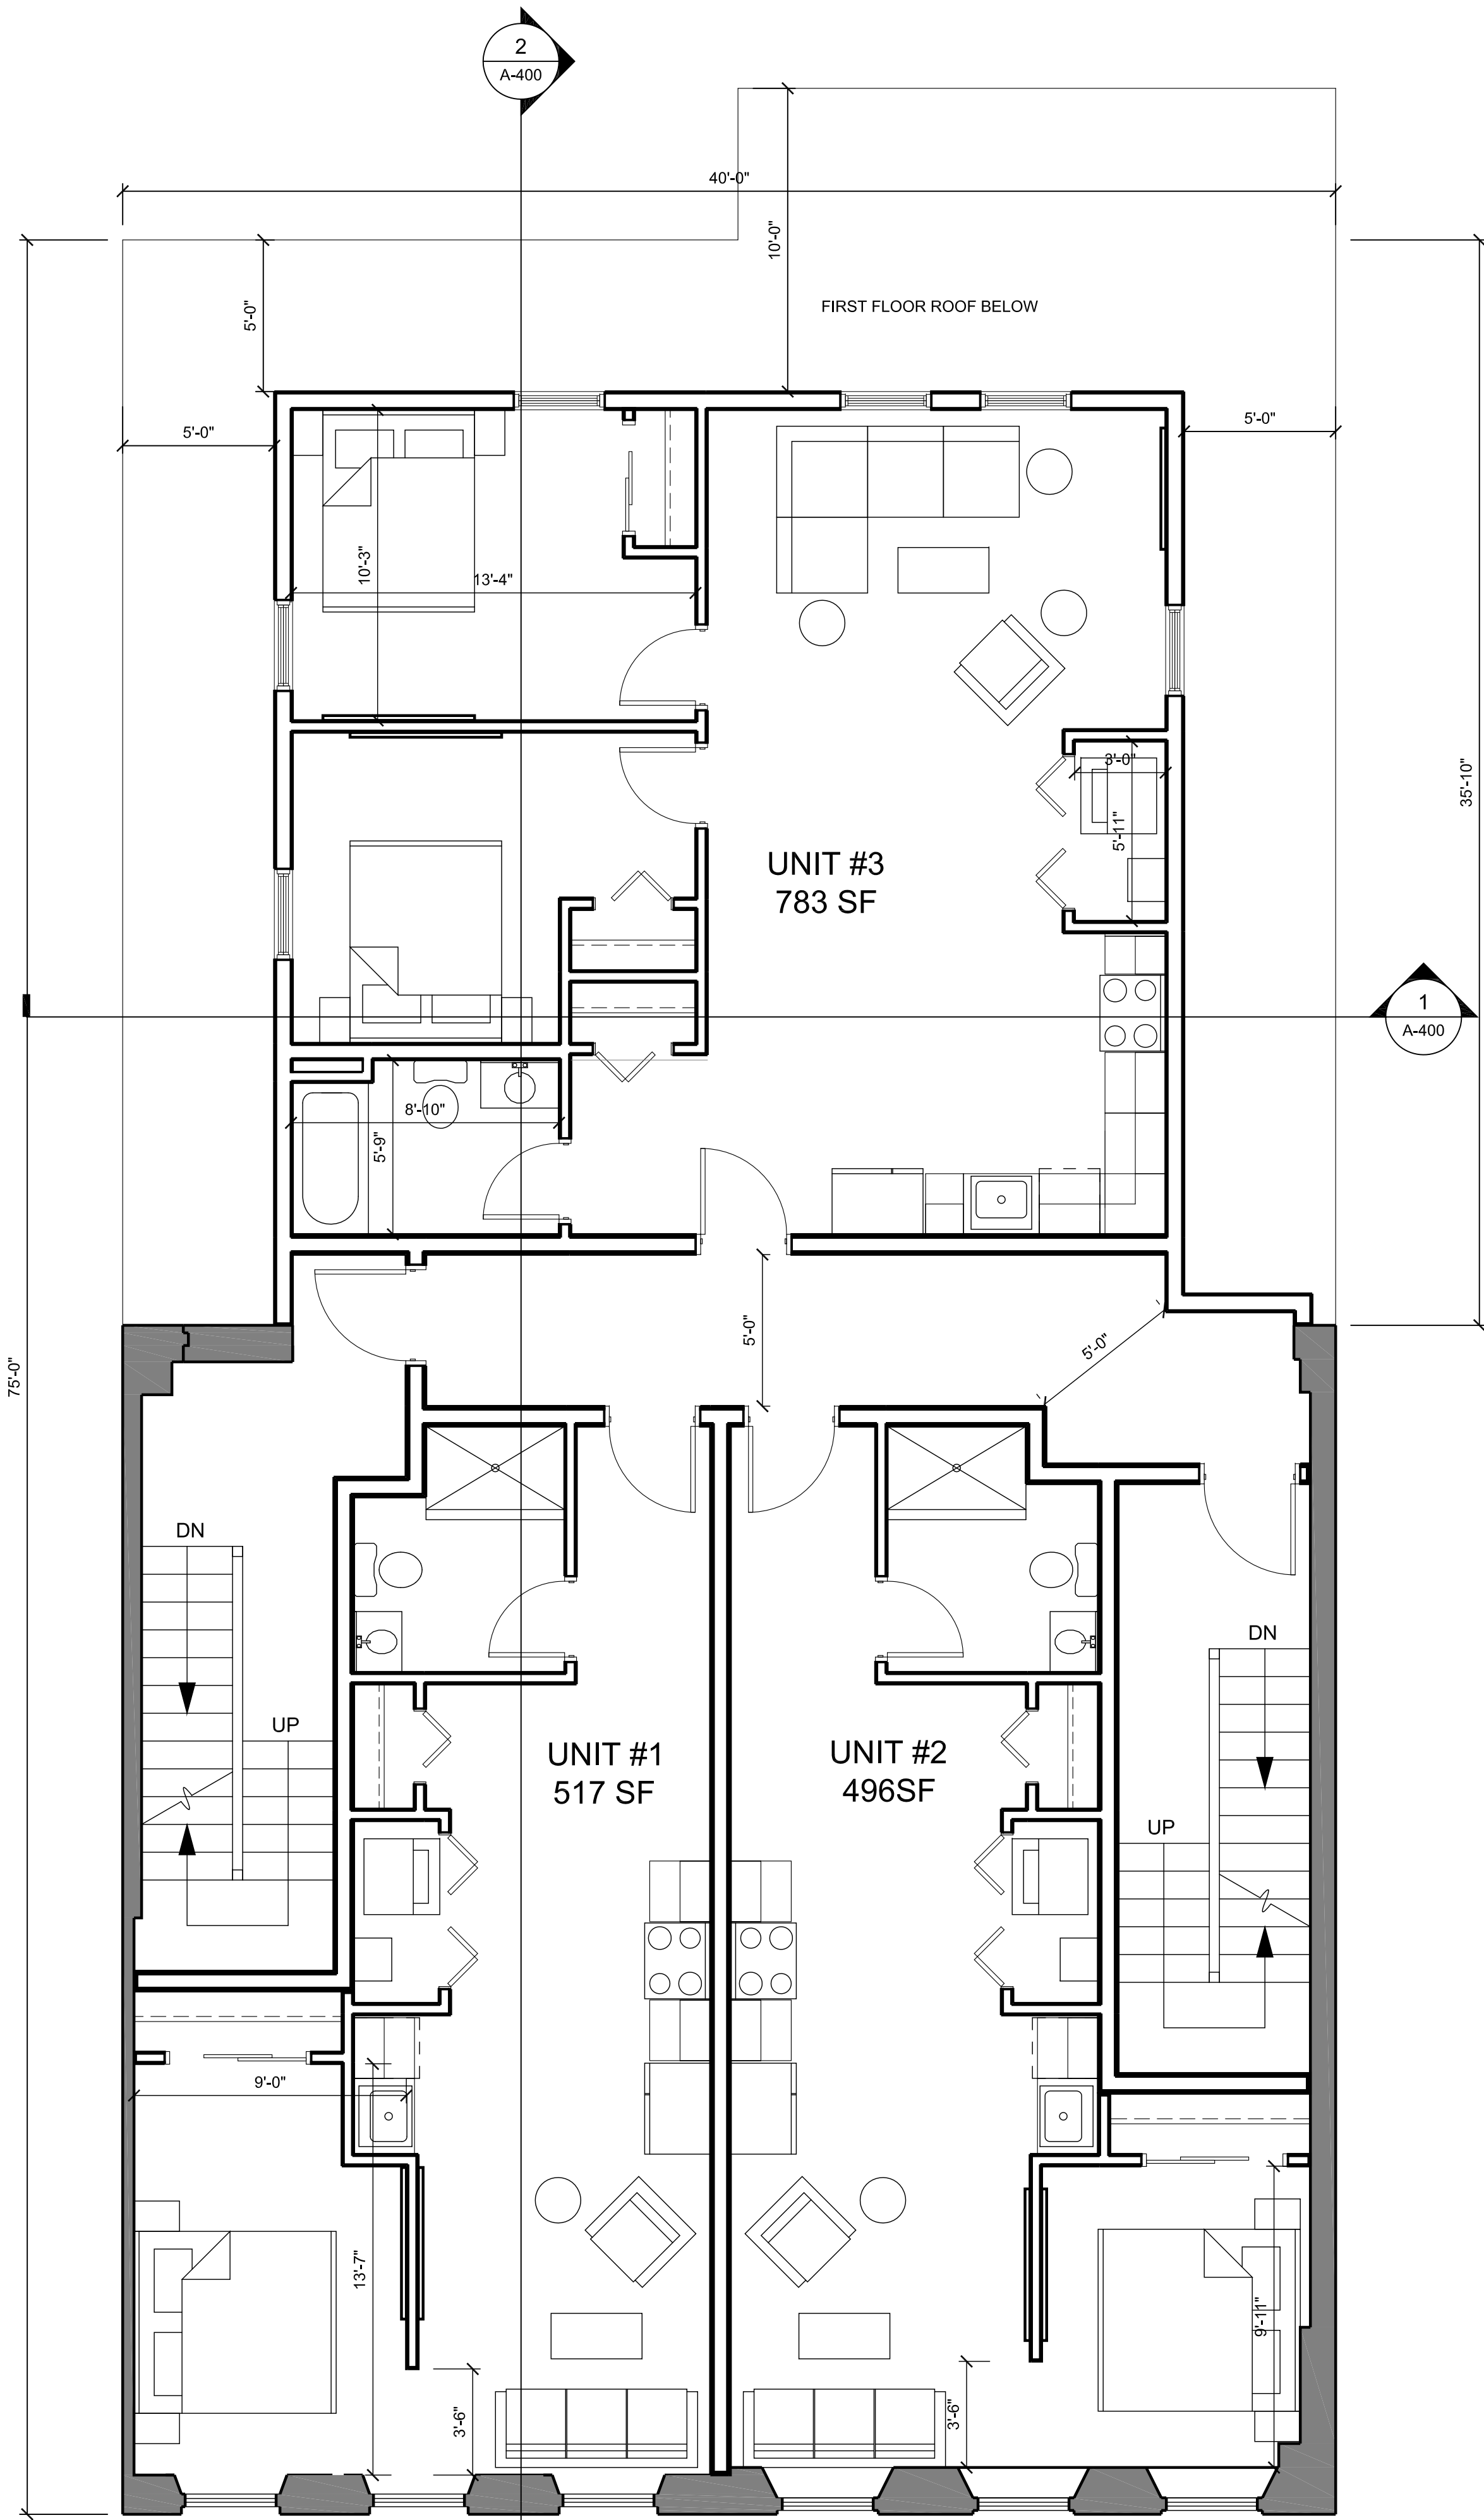 2
A-400
40'-0"
10'-0"
5'-0"
FIRST FLOOR ROOF BELOW
5'-0"
5'-0"
10'-3"
13'-4"
3'-0"
35'-10"
5'-11"
UNIT #3
783 SF
1
A-400
8'-10"
5'-9"
5'-0"
5'-0"
75'-0"
DN
DN
UP
UP
UNIT #1
517 SF
UNIT #2
496SF
9'-0"
13'-7"
9'-11"
3'-6"
3'-6"